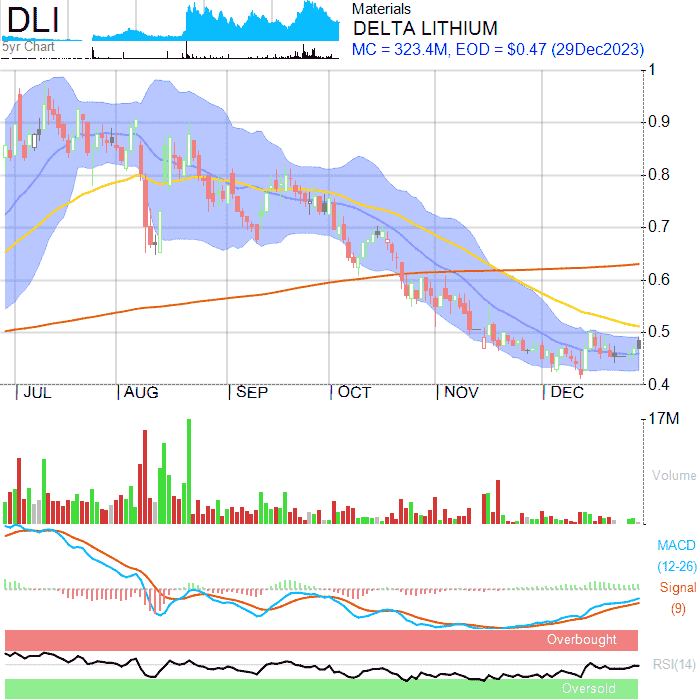 DLI
5yr Chart
Materials
DELTA LITHIUM
MC = 323.4M, EOD = $0.47 (29Dec2023)
1
0.9
0.8
0.7
0.6
0.5
0.4
JUL AUG SEP OCT NOV DEC
17M
Volume
MACD
(12-26)
Signal
(9)
Overbought
RSI(14)
Oversold